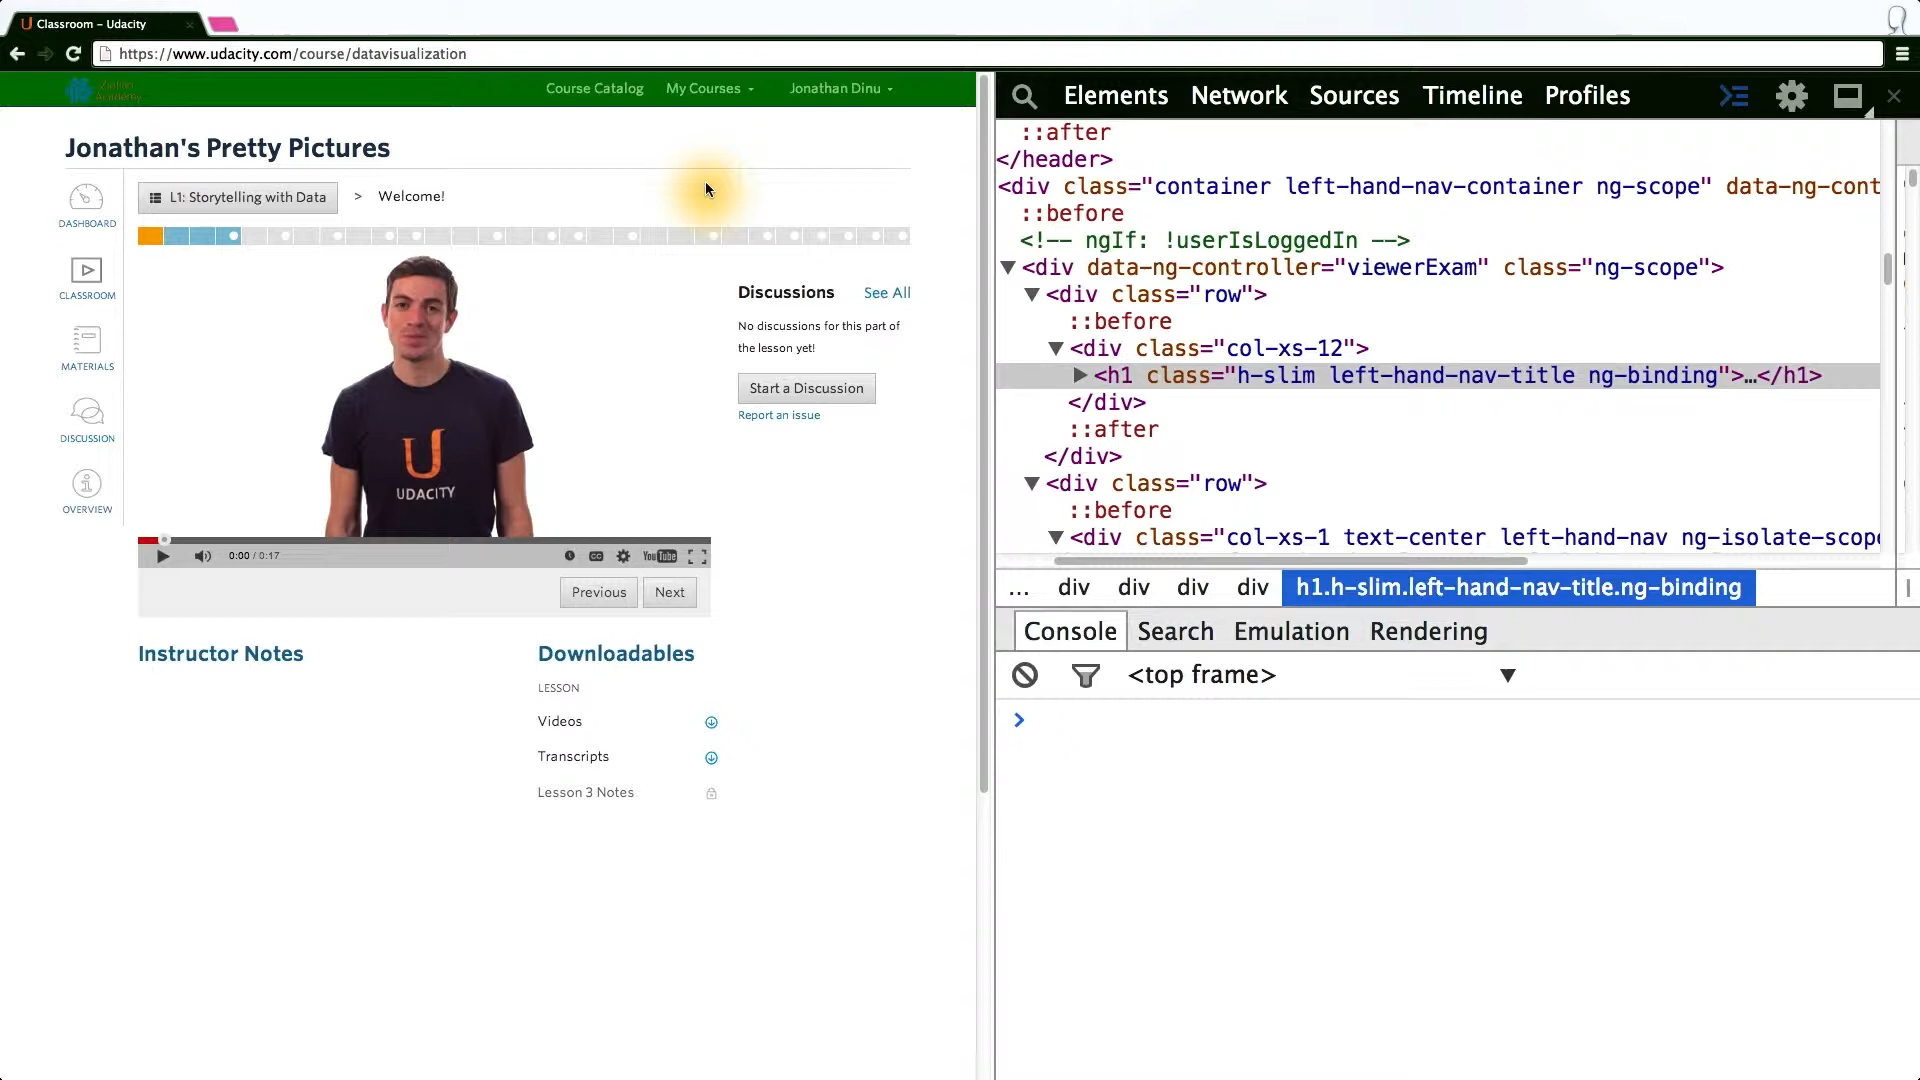 Classroom – Udacity
https://www.udacity.com/course/datavisualization
Course Catalog My Courses Jonathan Dinu
Jonathan's Pretty Pictures
L1: Storytelling with Data > Welcome!
DASHBOARD
CLASSROOM
MATERIALS
DISCUSSION
OVERVIEW
U
UDACITY
Discussions See All
No discussions for this part of
the lesson yet!
Start a Discussion
Report an issue
0:00 / 0:17 CC YouTube
Previous Next
Instructor Notes
Downloadables
LESSON
Videos
Transcripts
Lesson 3 Notes
Elements Network Sources Timeline Profiles
::after
</header>
<div class="container left-hand-nav-container ng-scope" data-ng-cont
::before
<!-- ngIf: !userIsLoggedIn -->
<div data-ng-controller="viewerExam" class="ng-scope">
<div class="row">
::before
<div class="col-xs-12">
<h1 class="h-slim left-hand-nav-title ng-binding">…</h1>
</div>
::after
</div>
<div class="row">
::before
<div class="col-xs-1 text-center left-hand-nav ng-isolate-scope
... div div div div h1.h-slim.left-hand-nav-title.ng-binding
Console Search Emulation Rendering
<top frame>